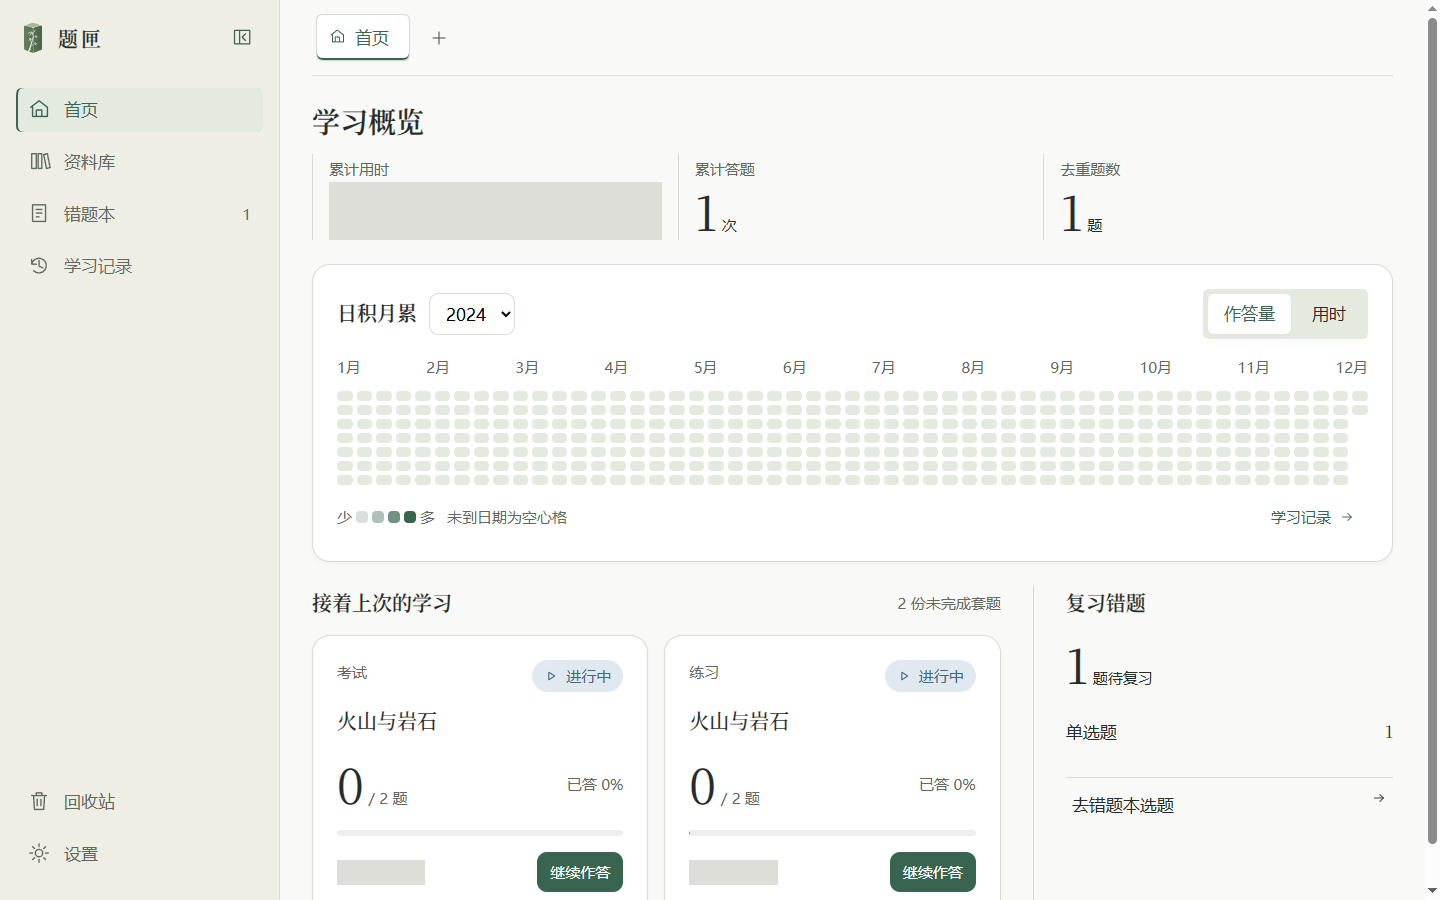 题匣
首页
资料库
错题本 1
学习记录
回收站
设置
首页
学习概览
累计用时
累计答题
1 次
去重题数
1 题
日积月累 2024
作答量 用时
1月 2月 3月 4月 5月 6月 7月 8月 9月 10月 11月 12月
少 多 未到日期为空心格
学习记录
接着上次的学习
2 份未完成套题
考试 进行中
火山与岩石
0 / 2 题 已答 0%
继续作答
练习 进行中
火山与岩石
0 / 2 题 已答 0%
继续作答
复习错题
1 题待复习
单选题 1
去错题本选题